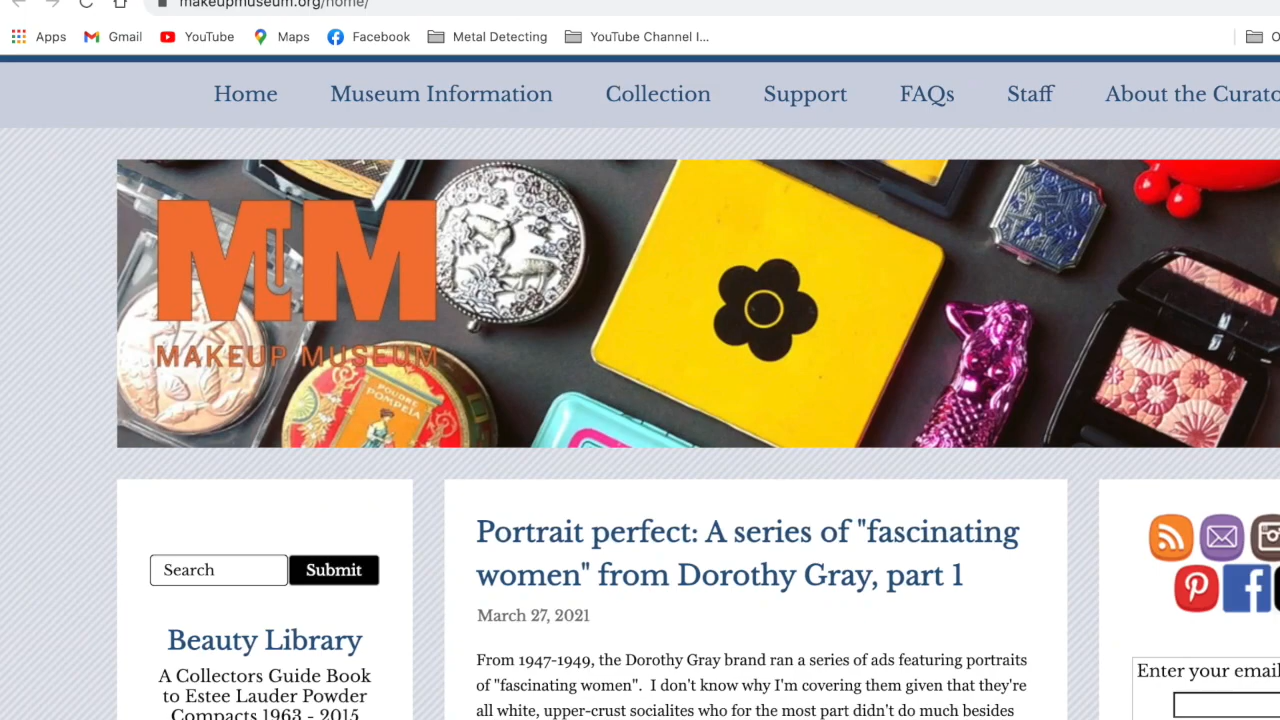 makeupmuseum.org/home/
Apps Gmail YouTube Maps Facebook Metal Detecting YouTube Channel I...
Home Museum Information Collection Support FAQs Staff About the Curato
MUM
MAKEUP MUSEUM
POUDRE
POMPEIA
Portrait perfect: A series of "fascinating
women" from Dorothy Gray, part 1
March 27, 2021
From 1947-1949, the Dorothy Gray brand ran a series of ads featuring portraits
of "fascinating women". I don't know why I'm covering them given that they're
all white, upper-crust socialites who for the most part didn't do much besides
Search Submit
Beauty Library
A Collectors Guide Book
to Estee Lauder Powder
Compacts 1963 - 2015
Enter your email